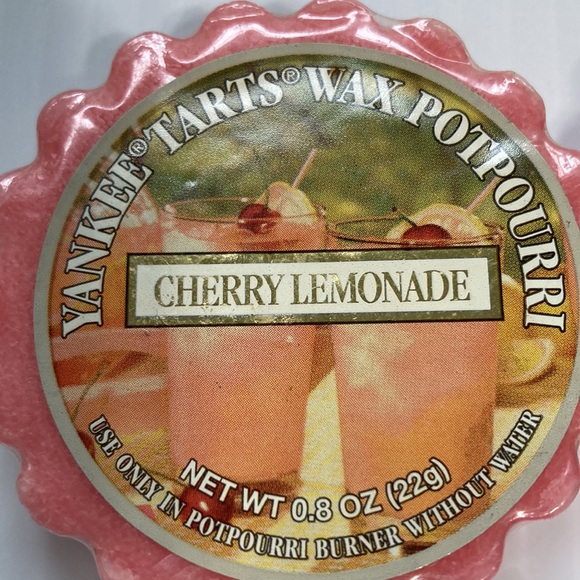 YANKEE® TARTS® WAX POTPOURRI
CHERRY LEMONADE
NET WT 0.8 OZ (22g)
USE ONLY IN POTPOURRI BURNER WITHOUT WATER